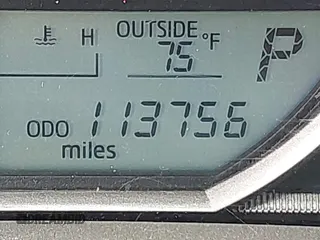 H OUTSIDE
75 °F P
ODO 113756
miles